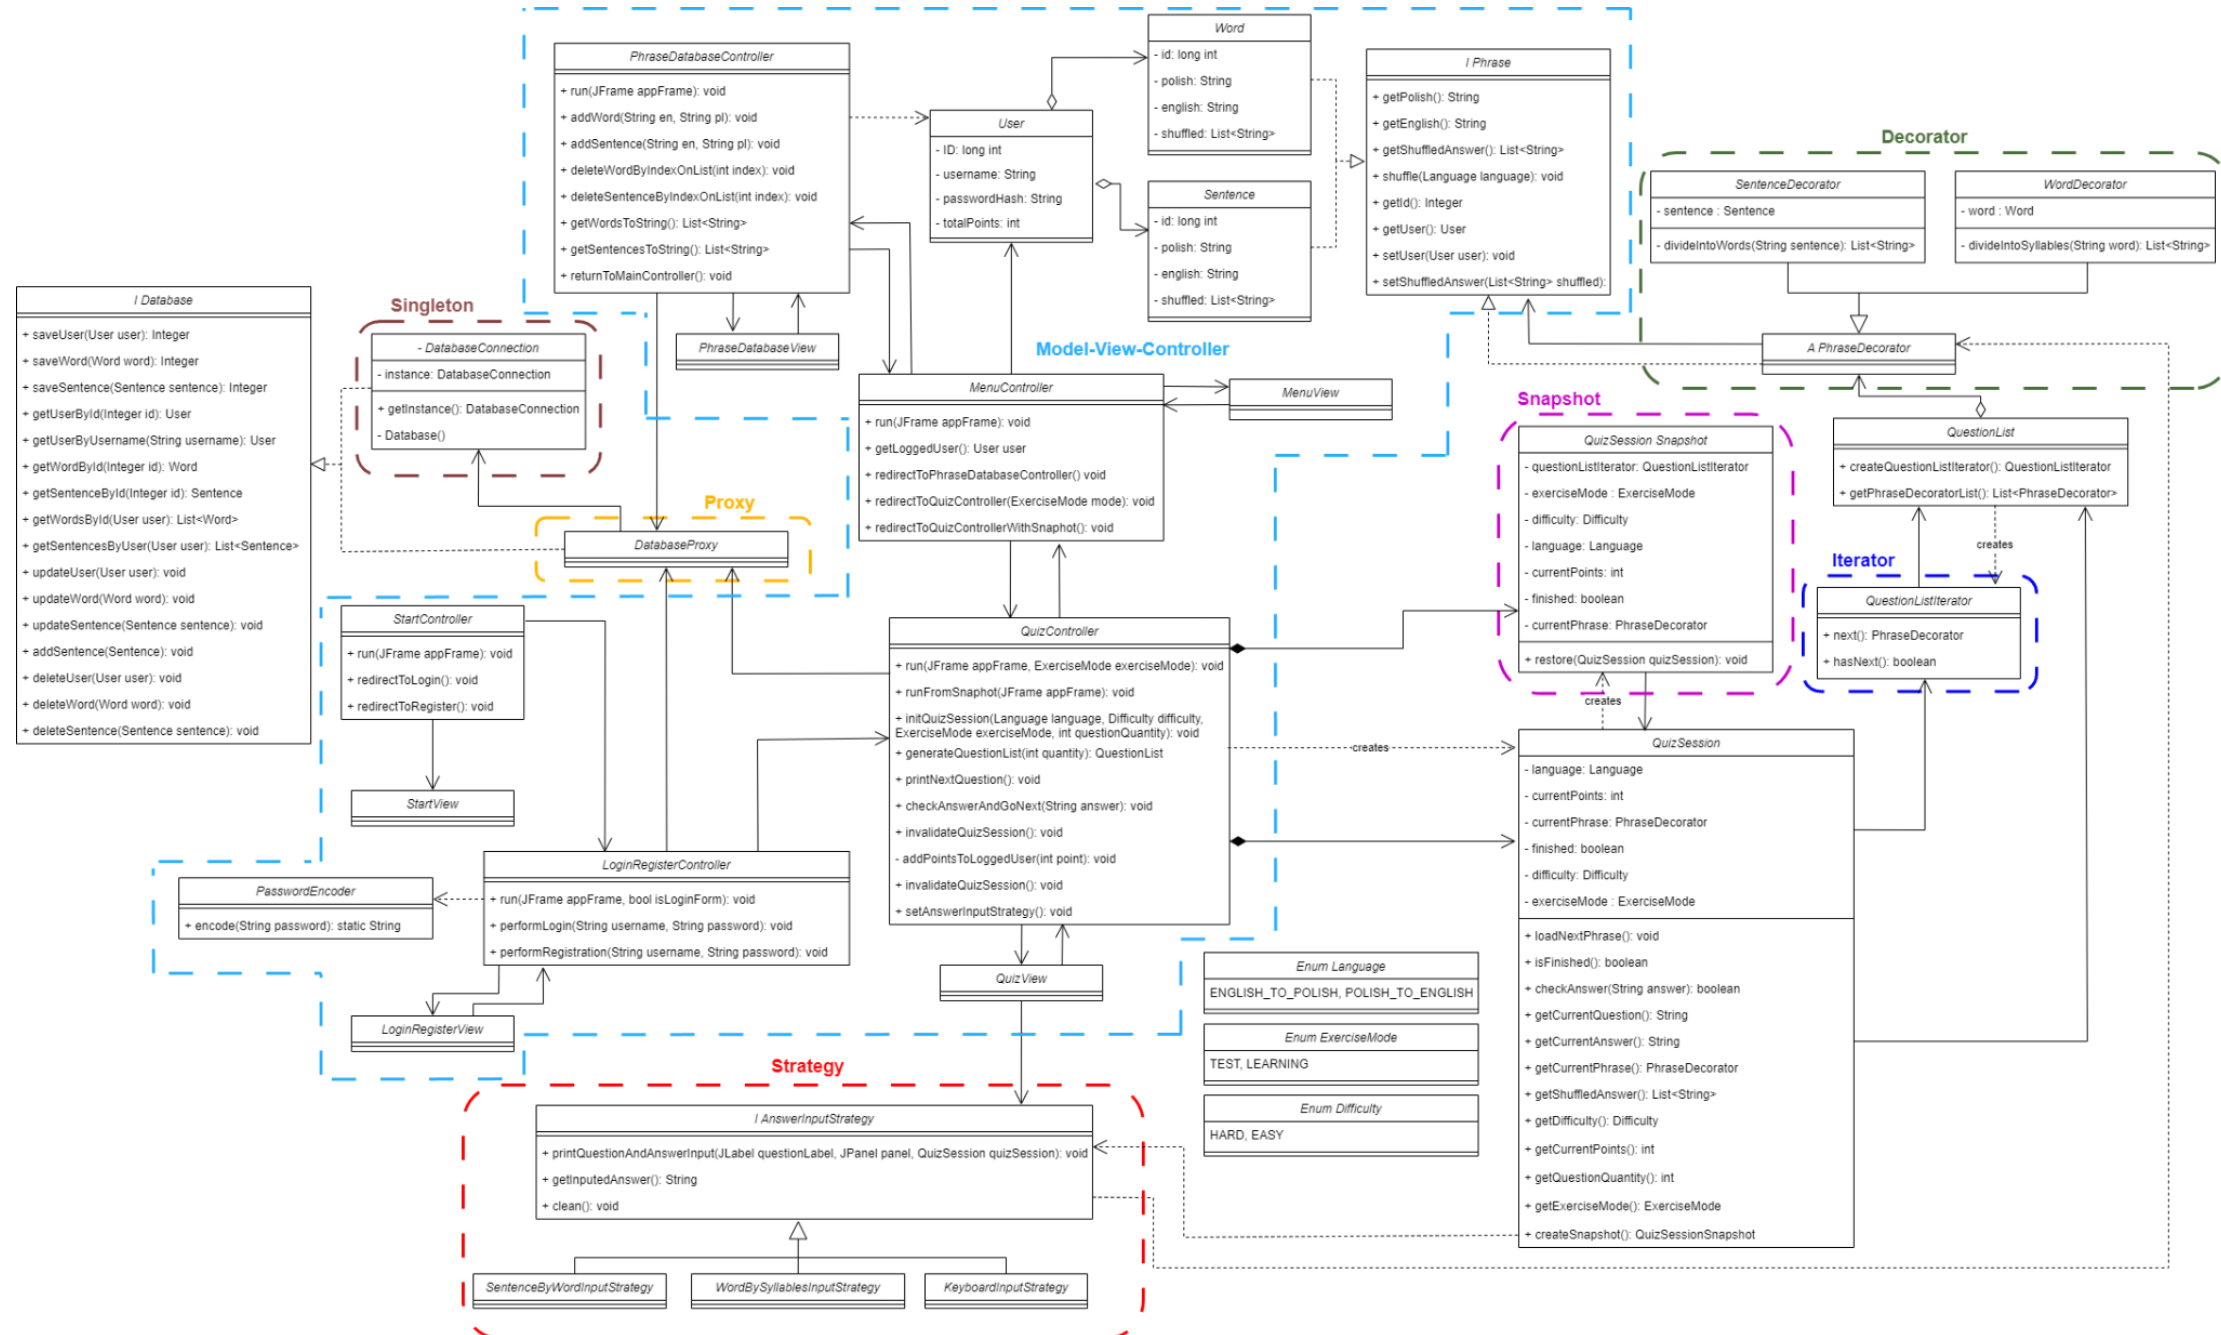 Word
- id: long int
- polish: String
- english: String
- shuffled: List<String>
PhraseDatabaseController
+ run(JFrame appFrame): void
+ addWord(String en, String pl): void
+ addSentence(String en, String pl): void
+ deleteWordByIndexOnList(int index): void
+ deleteSentenceByIndexOnList(int index): void
+ getWordsToString(): List<String>
+ getSentencesToString(): List<String>
+ returnToMainController(): void
I Phrase
+ getPolish(): String
+ getEnglish(): String
+ getShuffledAnswer(): List<String>
+ shuffle(Language language): void
+ getId(): Integer
+ getUser(): User
+ setUser(User user): void
+ setShuffledAnswer(List<String> shuffled):
User
- ID: long int
- username: String
- passwordHash: String
- totalPoints: int
Sentence
- id: long int
- polish: String
- english: String
- shuffled: List<String>
Decorator
SentenceDecorator
- sentence : Sentence
- divideIntoWords(String sentence): List<String>
WordDecorator
- word : Word
- divideIntoSyllables(String word): List<String>
A PhraseDecorator
I Database
+ saveUser(User user): Integer
+ saveWord(Word word): Integer
+ saveSentence(Sentence sentence): Integer
+ getUserById(Integer id): User
+ getUserByUsername(String username): User
+ getWordById(Integer id): Word
+ getSentenceById(Integer id): Sentence
+ getWordsById(User user): List<Word>
+ getSentencesByUser(User user): List<Sentence>
+ updateUser(User user): void
+ updateWord(Word word): void
+ updateSentence(Sentence sentence): void
+ addSentence(Sentence): void
+ deleteUser(User user): void
+ deleteWord(Word word): void
+ deleteSentence(Sentence sentence): void
Singleton
- DatabaseConnection
- instance: DatabaseConnection
+ getInstance(): DatabaseConnection
- Database()
PhraseDatabaseView
Model-View-Controller
MenuController
+ run(JFrame appFrame): void
+ getLoggedUser(): User user
+ redirectToPhraseDatabaseController() void
+ redirectToQuizController(ExerciseMode mode): void
+ redirectToQuizControllerWithSnaphot(): void
MenuView
Snapshot
QuizSession Snapshot
- questionListIterator: QuestionListIterator
- exerciseMode : ExerciseMode
- difficulty: Difficulty
- language: Language
- currentPoints: int
- finished: boolean
- currentPhrase: PhraseDecorator
+ restore(QuizSession quizSession): void
creates
QuestionList
+ createQuestionListIterator(): QuestionListIterator
+ getPhraseDecoratorList(): List<PhraseDecorator>
creates
Iterator
QuestionListIterator
+ next(): PhraseDecorator
+ hasNext(): boolean
Proxy
DatabaseProxy
StartController
+ run(JFrame appFrame): void
+ redirectToLogin(): void
+ redirectToRegister(): void
StartView
QuizController
+ run(JFrame appFrame, ExerciseMode exerciseMode): void
+ runFromSnaphot(JFrame appFrame): void
+ initQuizSession(Language language, Difficulty difficulty,
ExerciseMode exerciseMode, int questionQuantity): void
+ generateQuestionList(int quantity): QuestionList
+ printNextQuestion(): void
+ checkAnswerAndGoNext(String answer): void
+ invalidateQuizSession(): void
- addPointsToLoggedUser(int point): void
+ invalidateQuizSession(): void
+ setAnswerInputStrategy(): void
creates
QuizSession
- language: Language
- currentPoints: int
- currentPhrase: PhraseDecorator
- finished: boolean
- difficulty: Difficulty
- exerciseMode : ExerciseMode
+ loadNextPhrase(): void
+ isFinished(): boolean
+ checkAnswer(String answer): boolean
+ getCurrentQuestion(): String
+ getCurrentAnswer(): String
+ getCurrentPhrase(): PhraseDecorator
+ getShuffledAnswer(): List<String>
+ getDifficulty(): Difficulty
+ getCurrentPoints(): int
+ getQuestionQuantity(): int
+ getExerciseMode(): ExerciseMode
+ createSnapshot(): QuizSessionSnapshot
PasswordEncoder
+ encode(String password): static String
LoginRegisterController
+ run(JFrame appFrame, bool isLoginForm): void
+ performLogin(String username, String password): void
+ performRegistration(String username, String password): void
LoginRegisterView
QuizView
Enum Language
ENGLISH_TO_POLISH, POLISH_TO_ENGLISH
Enum ExerciseMode
TEST, LEARNING
Enum Difficulty
HARD, EASY
Strategy
I AnswerInputStrategy
+ printQuestionAndAnswerInput(JLabel questionLabel, JPanel panel, QuizSession quizSession): void
+ getInputedAnswer(): String
+ clean(): void
SentenceByWordInputStrategy
WordBySyllablesInputStrategy
KeyboardInputStrategy